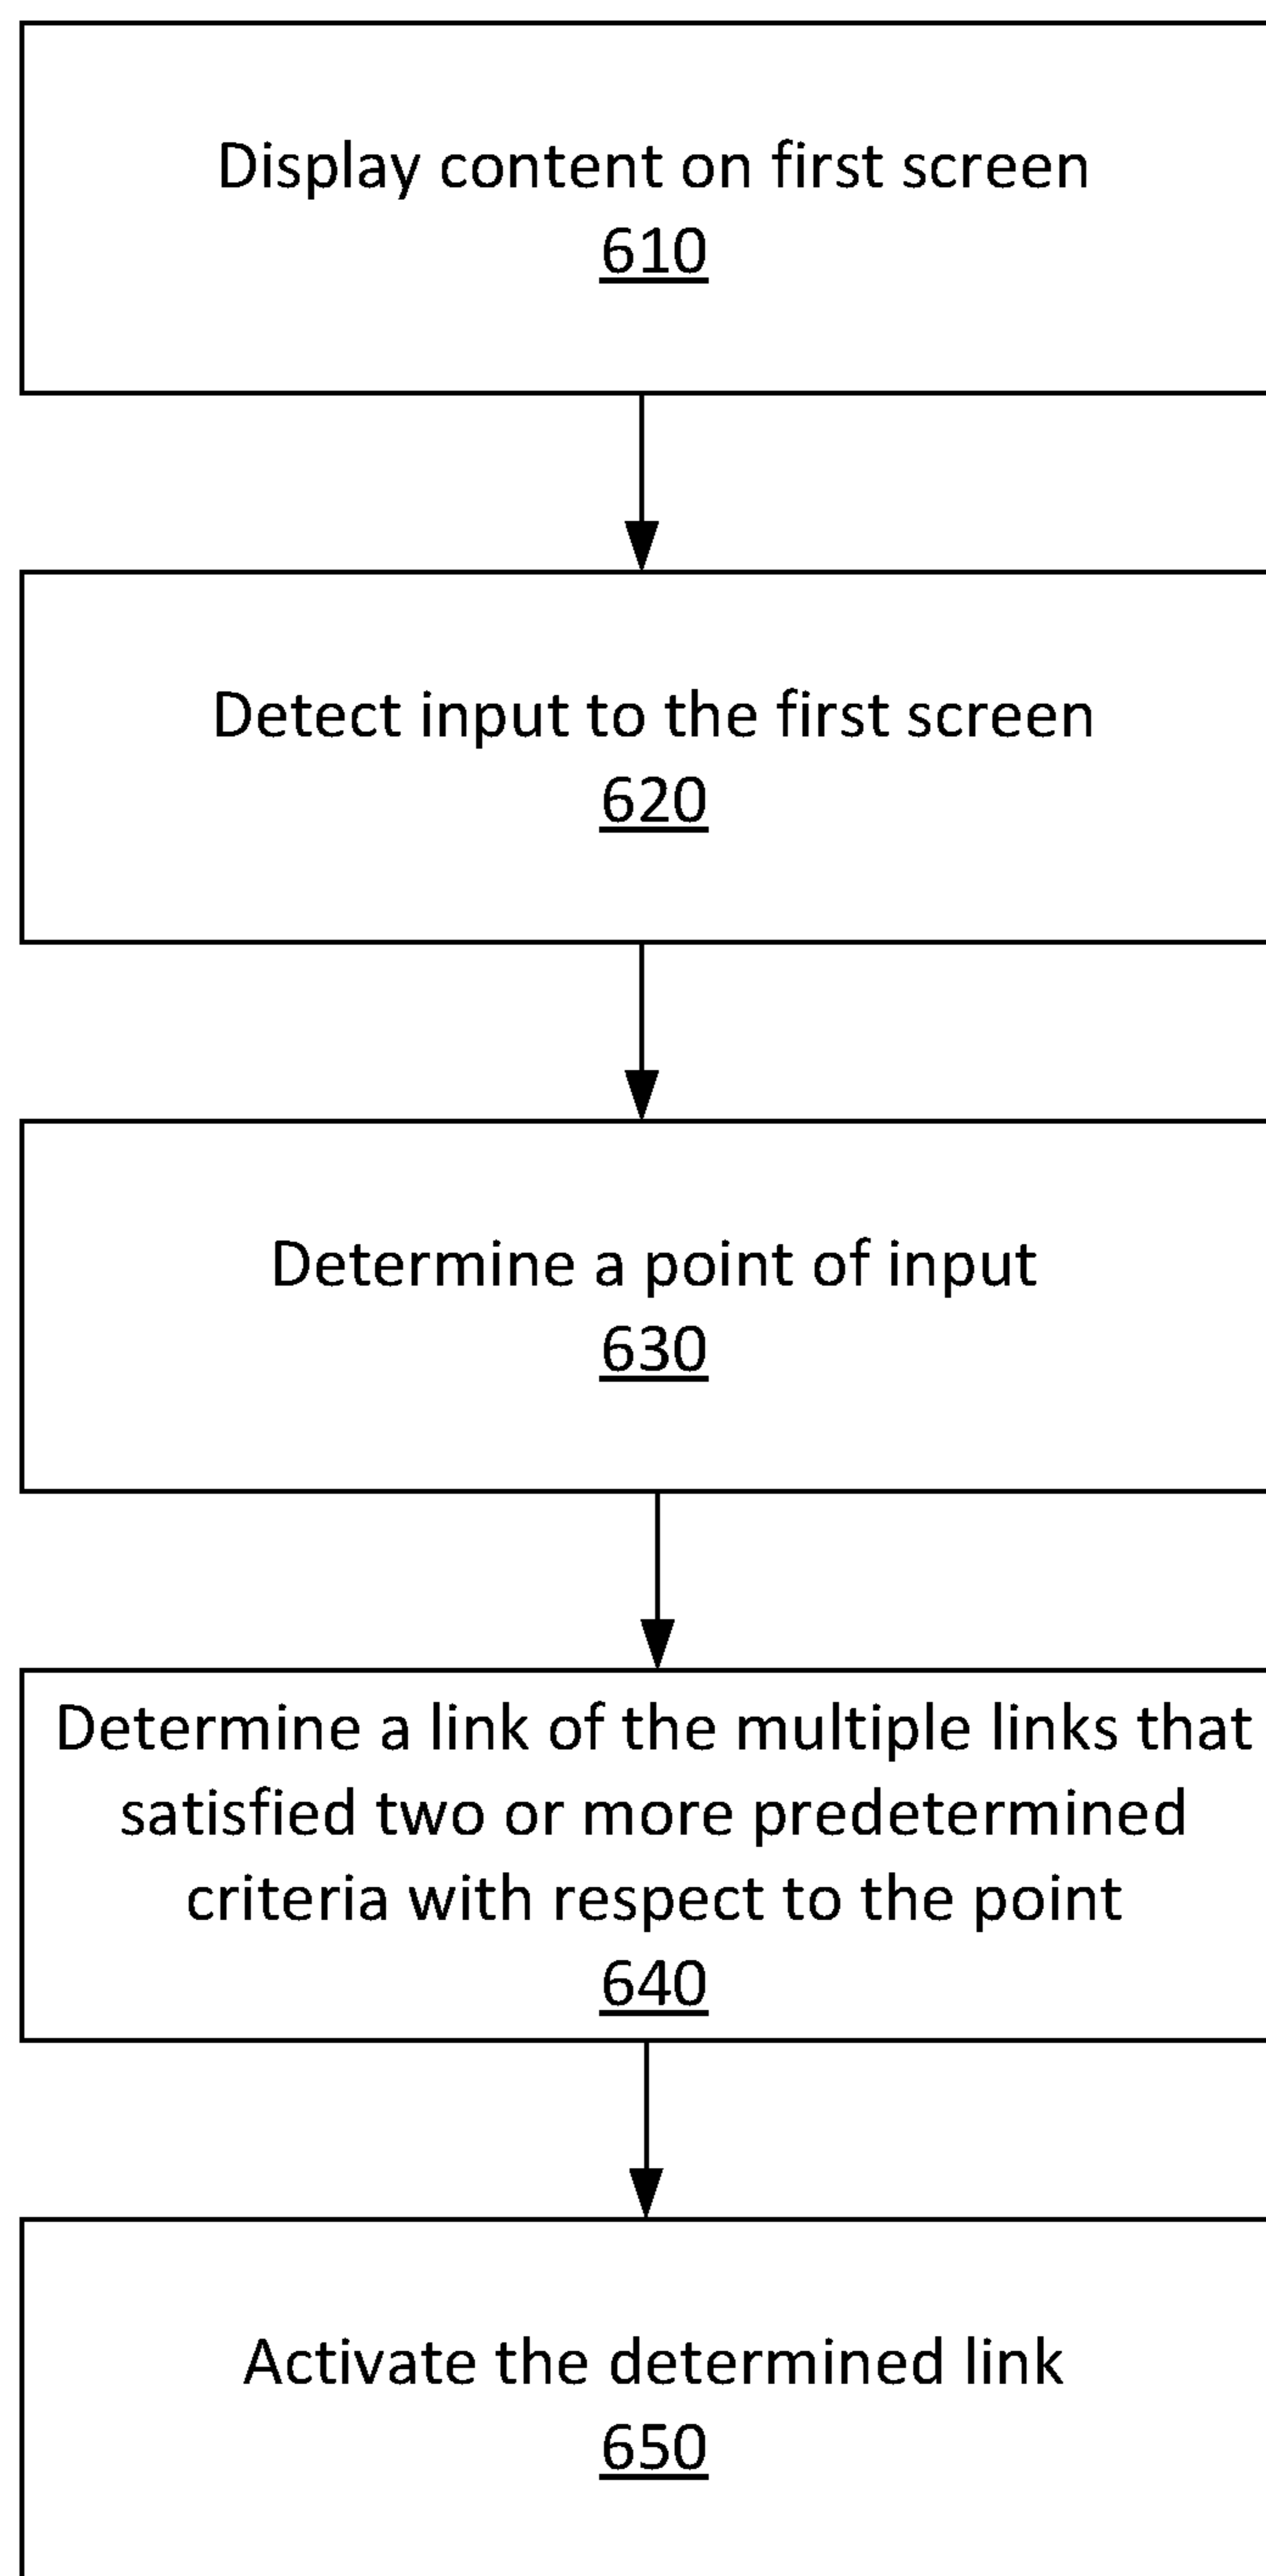 Display content on first screen
610
Detect input to the first screen
620
Determine a point of input
630
Determine a link of the multiple links that
satisfied two or more predetermined
criteria with respect to the point
640
Activate the determined link
650